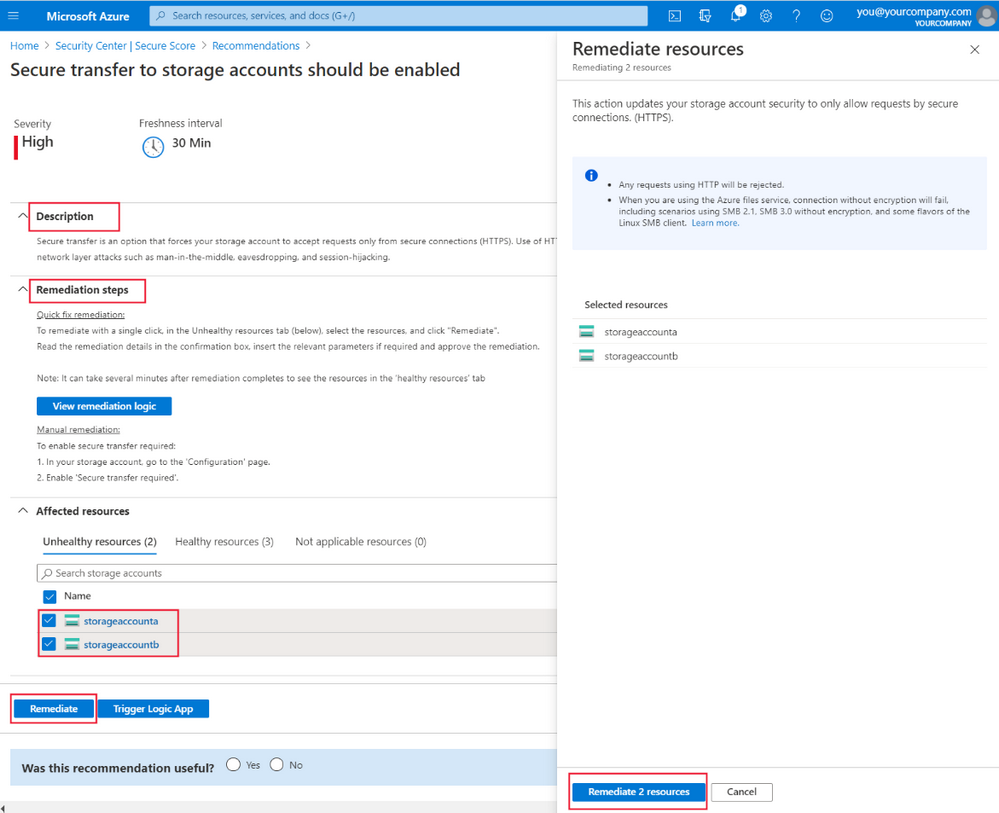 Microsoft Azure
Search resources, services, and docs (G+/)
1
you@yourcompany.com
YOURCOMPANY
Home > Security Center | Secure Score > Recommendations >
Secure transfer to storage accounts should be enabled
Severity
High
Freshness interval
30 Min
Description
Secure transfer is an option that forces your storage account to accept requests only from secure connections (HTTPS). Use of HT
network layer attacks such as man-in-the-middle, eavesdropping, and session-hijacking.
Remediation steps
Quick fix remediation:
To remediate with a single click, in the Unhealthy resources tab (below), select the resources, and click "Remediate".
Read the remediation details in the confirmation box, insert the relevant parameters if required and approve the remediation.
Note: It can take several minutes after remediation completes to see the resources in the 'healthy resources' tab
View remediation logic
Manual remediation:
To enable secure transfer required:
1. In your storage account, go to the 'Configuration' page.
2. Enable 'Secure transfer required'.
Affected resources
Unhealthy resources (2)
Healthy resources (3)
Not applicable resources (0)
Search storage accounts
Name
storageaccounta
storageaccountb
Remediate
Trigger Logic App
Was this recommendation useful?
Yes
No
Remediate resources
Remediating 2 resources
This action updates your storage account security to only allow requests by secure
connections. (HTTPS).
• Any requests using HTTP will be rejected.
• When you are using the Azure files service, connection without encryption will fail,
including scenarios using SMB 2.1, SMB 3.0 without encryption, and some flavors of the
Linux SMB client. Learn more.
Selected resources
storageaccounta
storageaccountb
Remediate 2 resources
Cancel